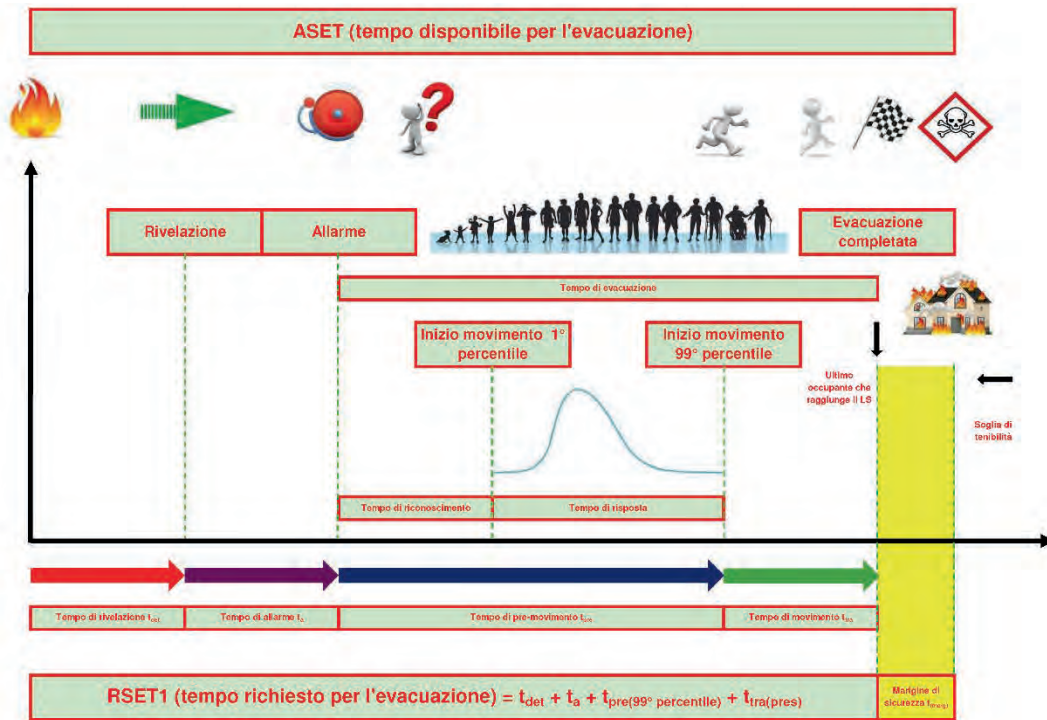 ASET (tempo disponibile per l'evacuazione)
?
Rivelazione
Allarme
Evacuazione
completata
Tempo di evacuazione
Inizio movimento 1°
percentile
Inizio movimento
99° percentile
Ultimo
occupante che
raggiunge il LS
Soglia di
tenibilità
Tempo di riconoscimento
Tempo di risposta
Tempo di rivelazione t
Tempo di allarme t
Tempo di pre-movimento t
Tempo di movimento t
RSET1 (tempo richiesto per l'evacuazione) = tdet + ta + tpre(99° percentile) + ttra(pres)
Marigine di
sicurezza t